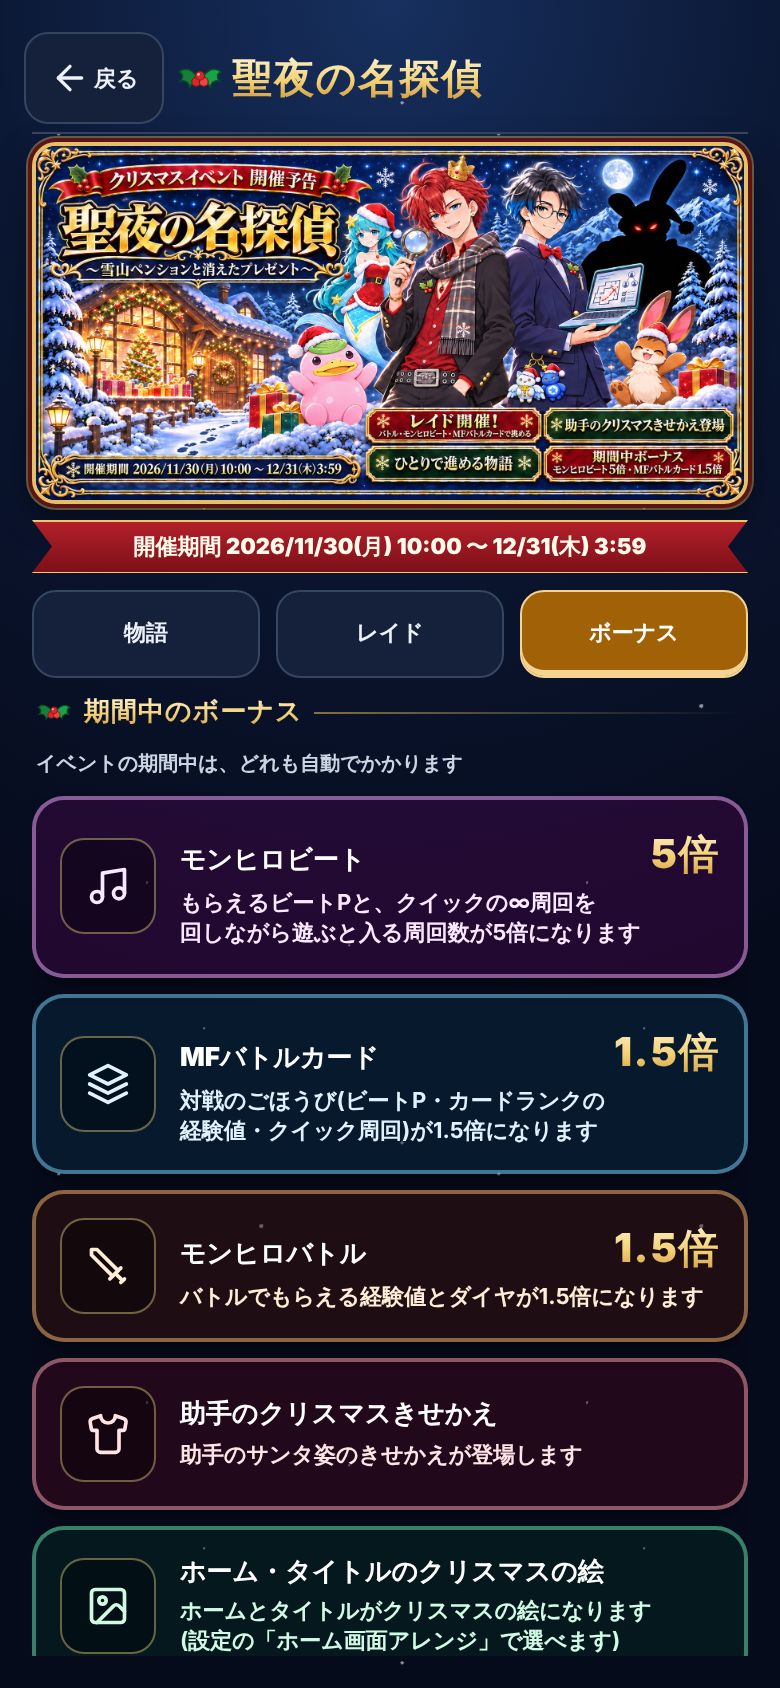 戻る
聖夜の名探偵
クリスマスイベント 開催予告
聖夜の名探偵
～雪山ペンションと消えたプレゼント～
レイド開催！
バトル・モンヒロビート・MFバトルカードで挑める
助手のクリスマスきせかえ登場
ひとりで進める物語
期間中ボーナス
モンヒロビート5倍・MFバトルカード1.5倍
開催期間 2026/11/30(月) 10:00 ～ 12/31(木) 3:59
開催期間 2026/11/30(月) 10:00 〜 12/31(木) 3:59
物語
レイド
ボーナス
期間中のボーナス
イベントの期間中は、どれも自動でかかります
モンヒロビート
5倍
もらえるビートPと、クイックの∞周回を
回しながら遊ぶと入る周回数が5倍になります
MFバトルカード
1.5倍
対戦のごほうび(ビートP・カードランクの
経験値・クイック周回)が1.5倍になります
モンヒロバトル
1.5倍
バトルでもらえる経験値とダイヤが1.5倍になります
助手のクリスマスきせかえ
助手のサンタ姿のきせかえが登場します
ホーム・タイトルのクリスマスの絵
ホームとタイトルがクリスマスの絵になります
(設定の「ホーム画面アレンジ」で選べます)